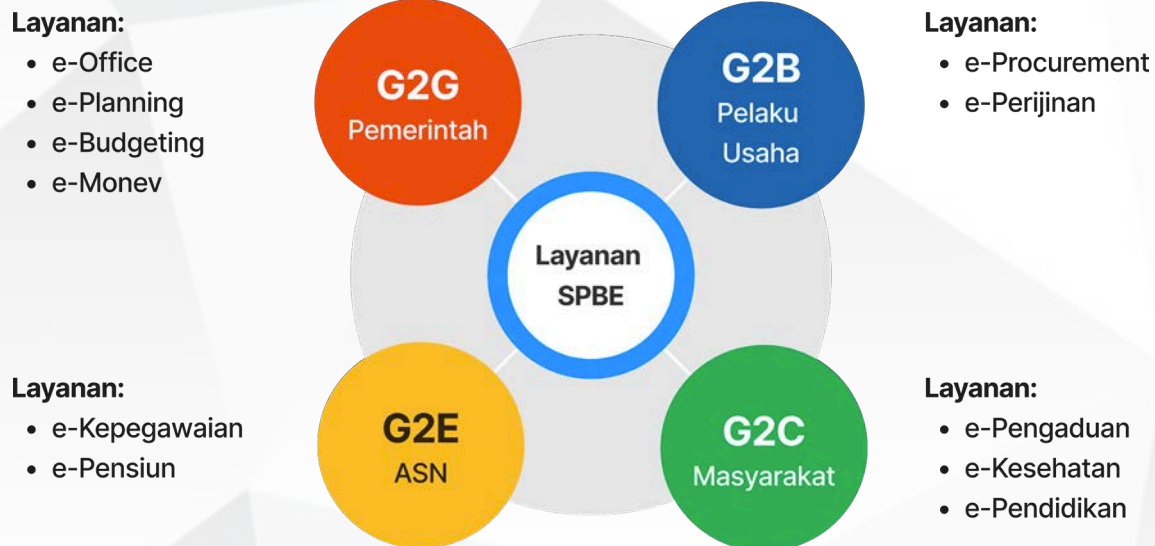 Layanan:
• e-Office
• e-Planning
• e-Budgeting
• e-Monev
G2G
Pemerintah
G2B
Pelaku
Usaha
Layanan:
• e-Procurement
• e-Perijinan
Layanan
SPBE
Layanan:
• e-Kepegawaian
• e-Pensiun
G2E
ASN
G2C
Masyarakat
Layanan:
• e-Pengaduan
• e-Kesehatan
• e-Pendidikan